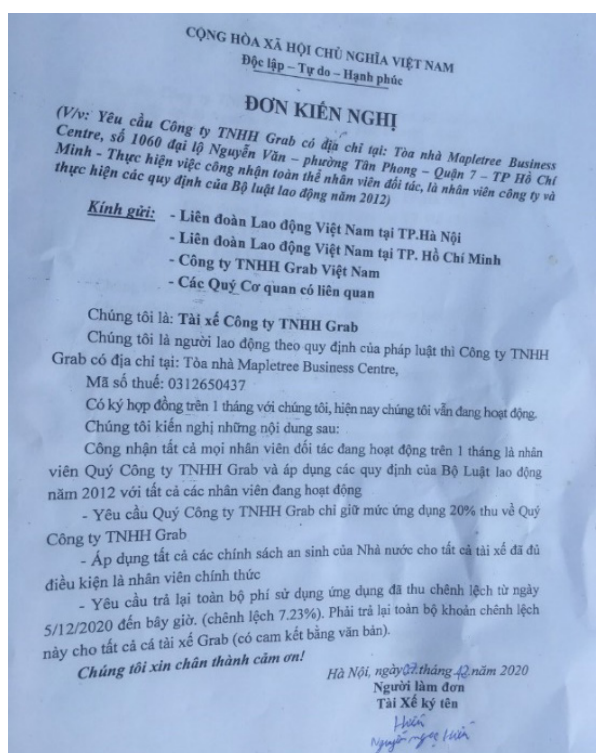 CỘNG HÒA XÃ HỘI CHỦ NGHĨA VIỆT NAM
Độc lập – Tự do – Hạnh phúc
ĐƠN KIẾN NGHỊ
(V/v: Yêu cầu Công ty TNHH Grab có địa chỉ tại: Tòa nhà Mapletree Business
Centre, số 1060 đại lộ Nguyễn Văn – phường Tân Phong – Quận 7 – TP Hồ Chí
Minh - Thực hiện việc công nhận toàn thể nhân viên đối tác, là nhân viên công ty và
thực hiện các quy định của Bộ luật lao động năm 2012)
Kính gửi: - Liên đoàn Lao động Việt Nam tại TP.Hà Nội
- Liên đoàn Lao động Việt Nam tại TP. Hồ Chí Minh
- Công ty TNHH Grab Việt Nam
- Các Quý Cơ quan có liên quan
Chúng tôi là: Tài xế Công ty TNHH Grab
Chúng tôi là người lao động theo quy định của pháp luật thì Công ty TNHH
Grab có địa chỉ tại: Tòa nhà Mapletree Business Centre,
Mã số thuế: 0312650437
Có ký hợp đồng trên 1 tháng với chúng tôi, hiện nay chúng tôi vẫn đang hoạt động.
Chúng tôi kiến nghị những nội dung sau:
Công nhận tất cả mọi nhân viên đối tác đang hoạt động trên 1 tháng là nhân
viên Quý Công ty TNHH Grab và áp dụng các quy định của Bộ Luật lao động
năm 2012 với tất cả các nhân viên đang hoạt động
- Yêu cầu Quý Công ty TNHH Grab chỉ giữ mức ứng dụng 20% thu về Quý
Công ty TNHH Grab
- Áp dụng tất cả các chính sách an sinh của Nhà nước cho tất cả tài xế đã đủ
điều kiện là nhân viên chính thức
- Yêu cầu trả lại toàn bộ phí sử dụng ứng dụng đã thu chênh lệch từ ngày
5/12/2020 đến bây giờ. (chênh lệch 7.23%). Phải trả lại toàn bộ khoản chênh lệch
này cho tất cả cá tài xế Grab (có cam kết bằng văn bản).
Chúng tôi xin chân thành cảm ơn!
Hà Nội, ngày 07 tháng 12 năm 2020
Người làm đơn
Tài Xế ký tên
Hiền
Nguyễn ngọc Hiền